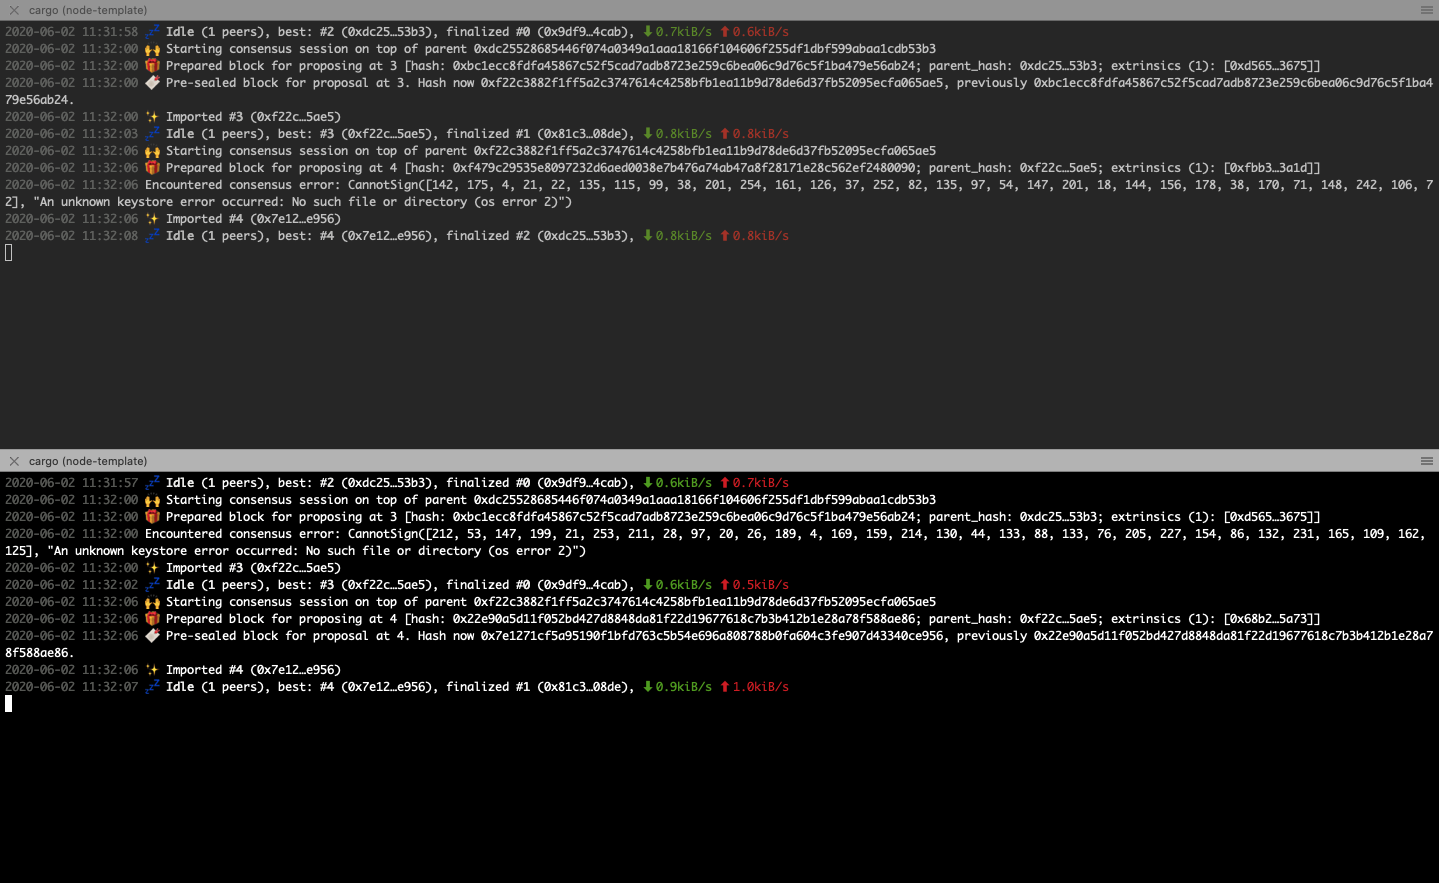 cargo (node-template)
2020-06-02 11:31:58 💤 Idle (1 peers), best: #2 (0xdc25…53b3), finalized #0 (0x9df9…4cab), ⬇ 0.7kiB/s ⬆ 0.6kiB/s
2020-06-02 11:32:00 🙌 Starting consensus session on top of parent 0xdc25528685446f074a0349a1aaa18166f104606f255df1dbf599abaa1cdb53b3
2020-06-02 11:32:00 🎁 Prepared block for proposing at 3 [hash: 0xbc1ecc8fdfa45867c52f5cad7adb8723e259c6bea06c9d76c5f1ba479e56ab24; parent_hash: 0xdc25…53b3; extrinsics (1): [0xd565…3675]]
2020-06-02 11:32:00 🔖 Pre-sealed block for proposal at 3. Hash now 0xf22c3882f1ff5a2c3747614c4258bfb1ea11b9d78de6d37fb52095ecfa065ae5, previously 0xbc1ecc8fdfa45867c52f5cad7adb8723e259c6bea06c9d76c5f1ba4
79e56ab24.
2020-06-02 11:32:00 ✨ Imported #3 (0xf22c…5ae5)
2020-06-02 11:32:03 💤 Idle (1 peers), best: #3 (0xf22c…5ae5), finalized #1 (0x81c3…08de), ⬇ 0.8kiB/s ⬆ 0.8kiB/s
2020-06-02 11:32:06 🙌 Starting consensus session on top of parent 0xf22c3882f1ff5a2c3747614c4258bfb1ea11b9d78de6d37fb52095ecfa065ae5
2020-06-02 11:32:06 🎁 Prepared block for proposing at 4 [hash: 0xf479c29535e8097232d6aed0038e7b476a74ab47a8f28171e28c562ef2480090; parent_hash: 0xf22c…5ae5; extrinsics (1): [0xfbb3…3a1d]]
2020-06-02 11:32:06 Encountered consensus error: CannotSign([142, 175, 4, 21, 22, 135, 115, 99, 38, 201, 254, 161, 126, 37, 252, 82, 135, 97, 54, 147, 201, 18, 144, 156, 178, 38, 170, 71, 148, 242, 106, 7
2], "An unknown keystore error occurred: No such file or directory (os error 2)")
2020-06-02 11:32:06 ✨ Imported #4 (0x7e12…e956)
2020-06-02 11:32:08 💤 Idle (1 peers), best: #4 (0x7e12…e956), finalized #2 (0xdc25…53b3), ⬇ 0.8kiB/s ⬆ 0.8kiB/s
cargo (node-template)
2020-06-02 11:31:57 💤 Idle (1 peers), best: #2 (0xdc25…53b3), finalized #0 (0x9df9…4cab), ⬇ 0.6kiB/s ⬆ 0.7kiB/s
2020-06-02 11:32:00 🙌 Starting consensus session on top of parent 0xdc25528685446f074a0349a1aaa18166f104606f255df1dbf599abaa1cdb53b3
2020-06-02 11:32:00 🎁 Prepared block for proposing at 3 [hash: 0xbc1ecc8fdfa45867c52f5cad7adb8723e259c6bea06c9d76c5f1ba479e56ab24; parent_hash: 0xdc25…53b3; extrinsics (1): [0xd565…3675]]
2020-06-02 11:32:00 Encountered consensus error: CannotSign([212, 53, 147, 199, 21, 253, 211, 28, 97, 20, 26, 189, 4, 169, 159, 214, 130, 44, 133, 88, 133, 76, 205, 227, 154, 86, 132, 231, 165, 109, 162,
125], "An unknown keystore error occurred: No such file or directory (os error 2)")
2020-06-02 11:32:00 ✨ Imported #3 (0xf22c…5ae5)
2020-06-02 11:32:02 💤 Idle (1 peers), best: #3 (0xf22c…5ae5), finalized #0 (0x9df9…4cab), ⬇ 0.6kiB/s ⬆ 0.5kiB/s
2020-06-02 11:32:06 🙌 Starting consensus session on top of parent 0xf22c3882f1ff5a2c3747614c4258bfb1ea11b9d78de6d37fb52095ecfa065ae5
2020-06-02 11:32:06 🎁 Prepared block for proposing at 4 [hash: 0x22e90a5d11f052bd427d8848da81f22d19677618c7b3b412b1e28a78f588ae86; parent_hash: 0xf22c…5ae5; extrinsics (1): [0x68b2…5a73]]
2020-06-02 11:32:06 🔖 Pre-sealed block for proposal at 4. Hash now 0x7e1271cf5a95190f1bfd763c5b54e696a808788b0fa604c3fe907d43340ce956, previously 0x22e90a5d11f052bd427d8848da81f22d19677618c7b3b412b1e28a7
8f588ae86.
2020-06-02 11:32:06 ✨ Imported #4 (0x7e12…e956)
2020-06-02 11:32:07 💤 Idle (1 peers), best: #4 (0x7e12…e956), finalized #1 (0x81c3…08de), ⬇ 0.9kiB/s ⬆ 1.0kiB/s